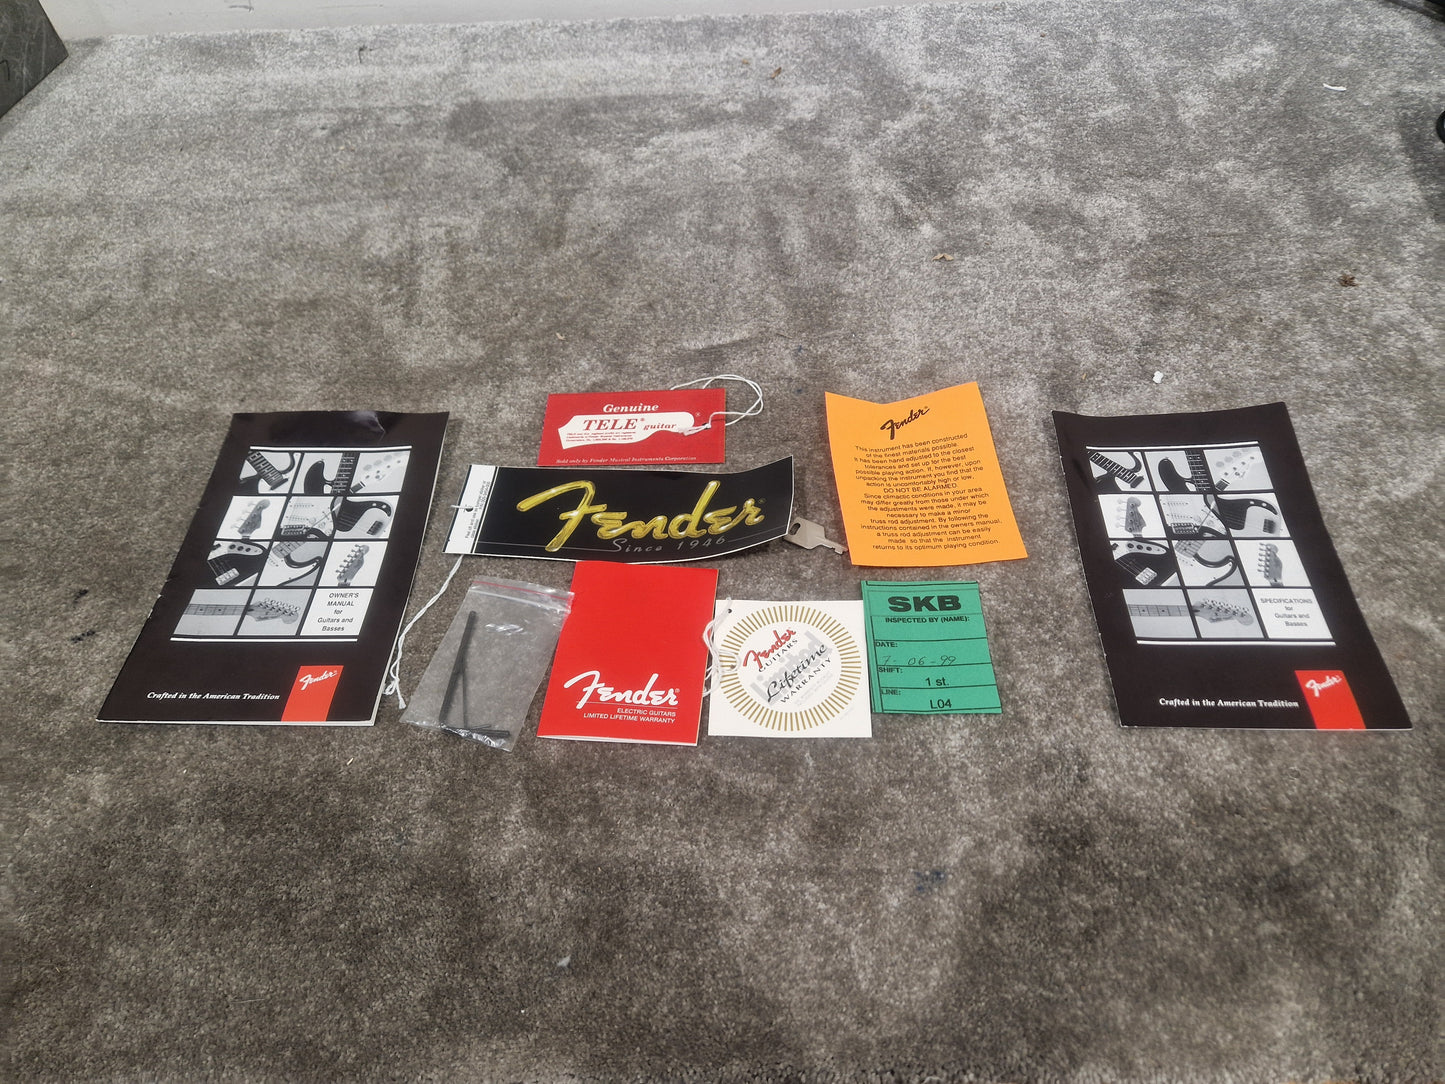 Genuine
TELE® guitar
Sold only by Fender Musical Instruments Corporation
Fender®
Since 1946
Fender™
This instrument has been constructed
of the finest materials possible.
It has been hand adjusted to the closest
tolerances and set up for the best
possible playing action. If, however, upon
unpacking the instrument you find that the
action is uncomfortably high or low,
DO NOT BE ALARMED.
Since climactic conditions in your area
may differ greatly from those under which
the adjustments were made, it may be
necessary to make a minor
truss rod adjustment. By following the
instructions contained in the owners manual,
a truss rod adjustment can be easily
made so that the instrument
returns to its optimum playing condition.
OWNER'S
MANUAL
for
Guitars and
Basses
Crafted in the American Tradition
Fender®
Fender®
ELECTRIC GUITARS
LIMITED LIFETIME WARRANTY
Fender
GUITARS
Lifetime
WARRANTY
SKB
INSPECTED BY (NAME):
DATE:
7-06-99
SHIFT:
1 st.
LINE:
L04
SPECIFICATIONS
for
Guitars and
Basses
Crafted in the American Tradition
Fender®